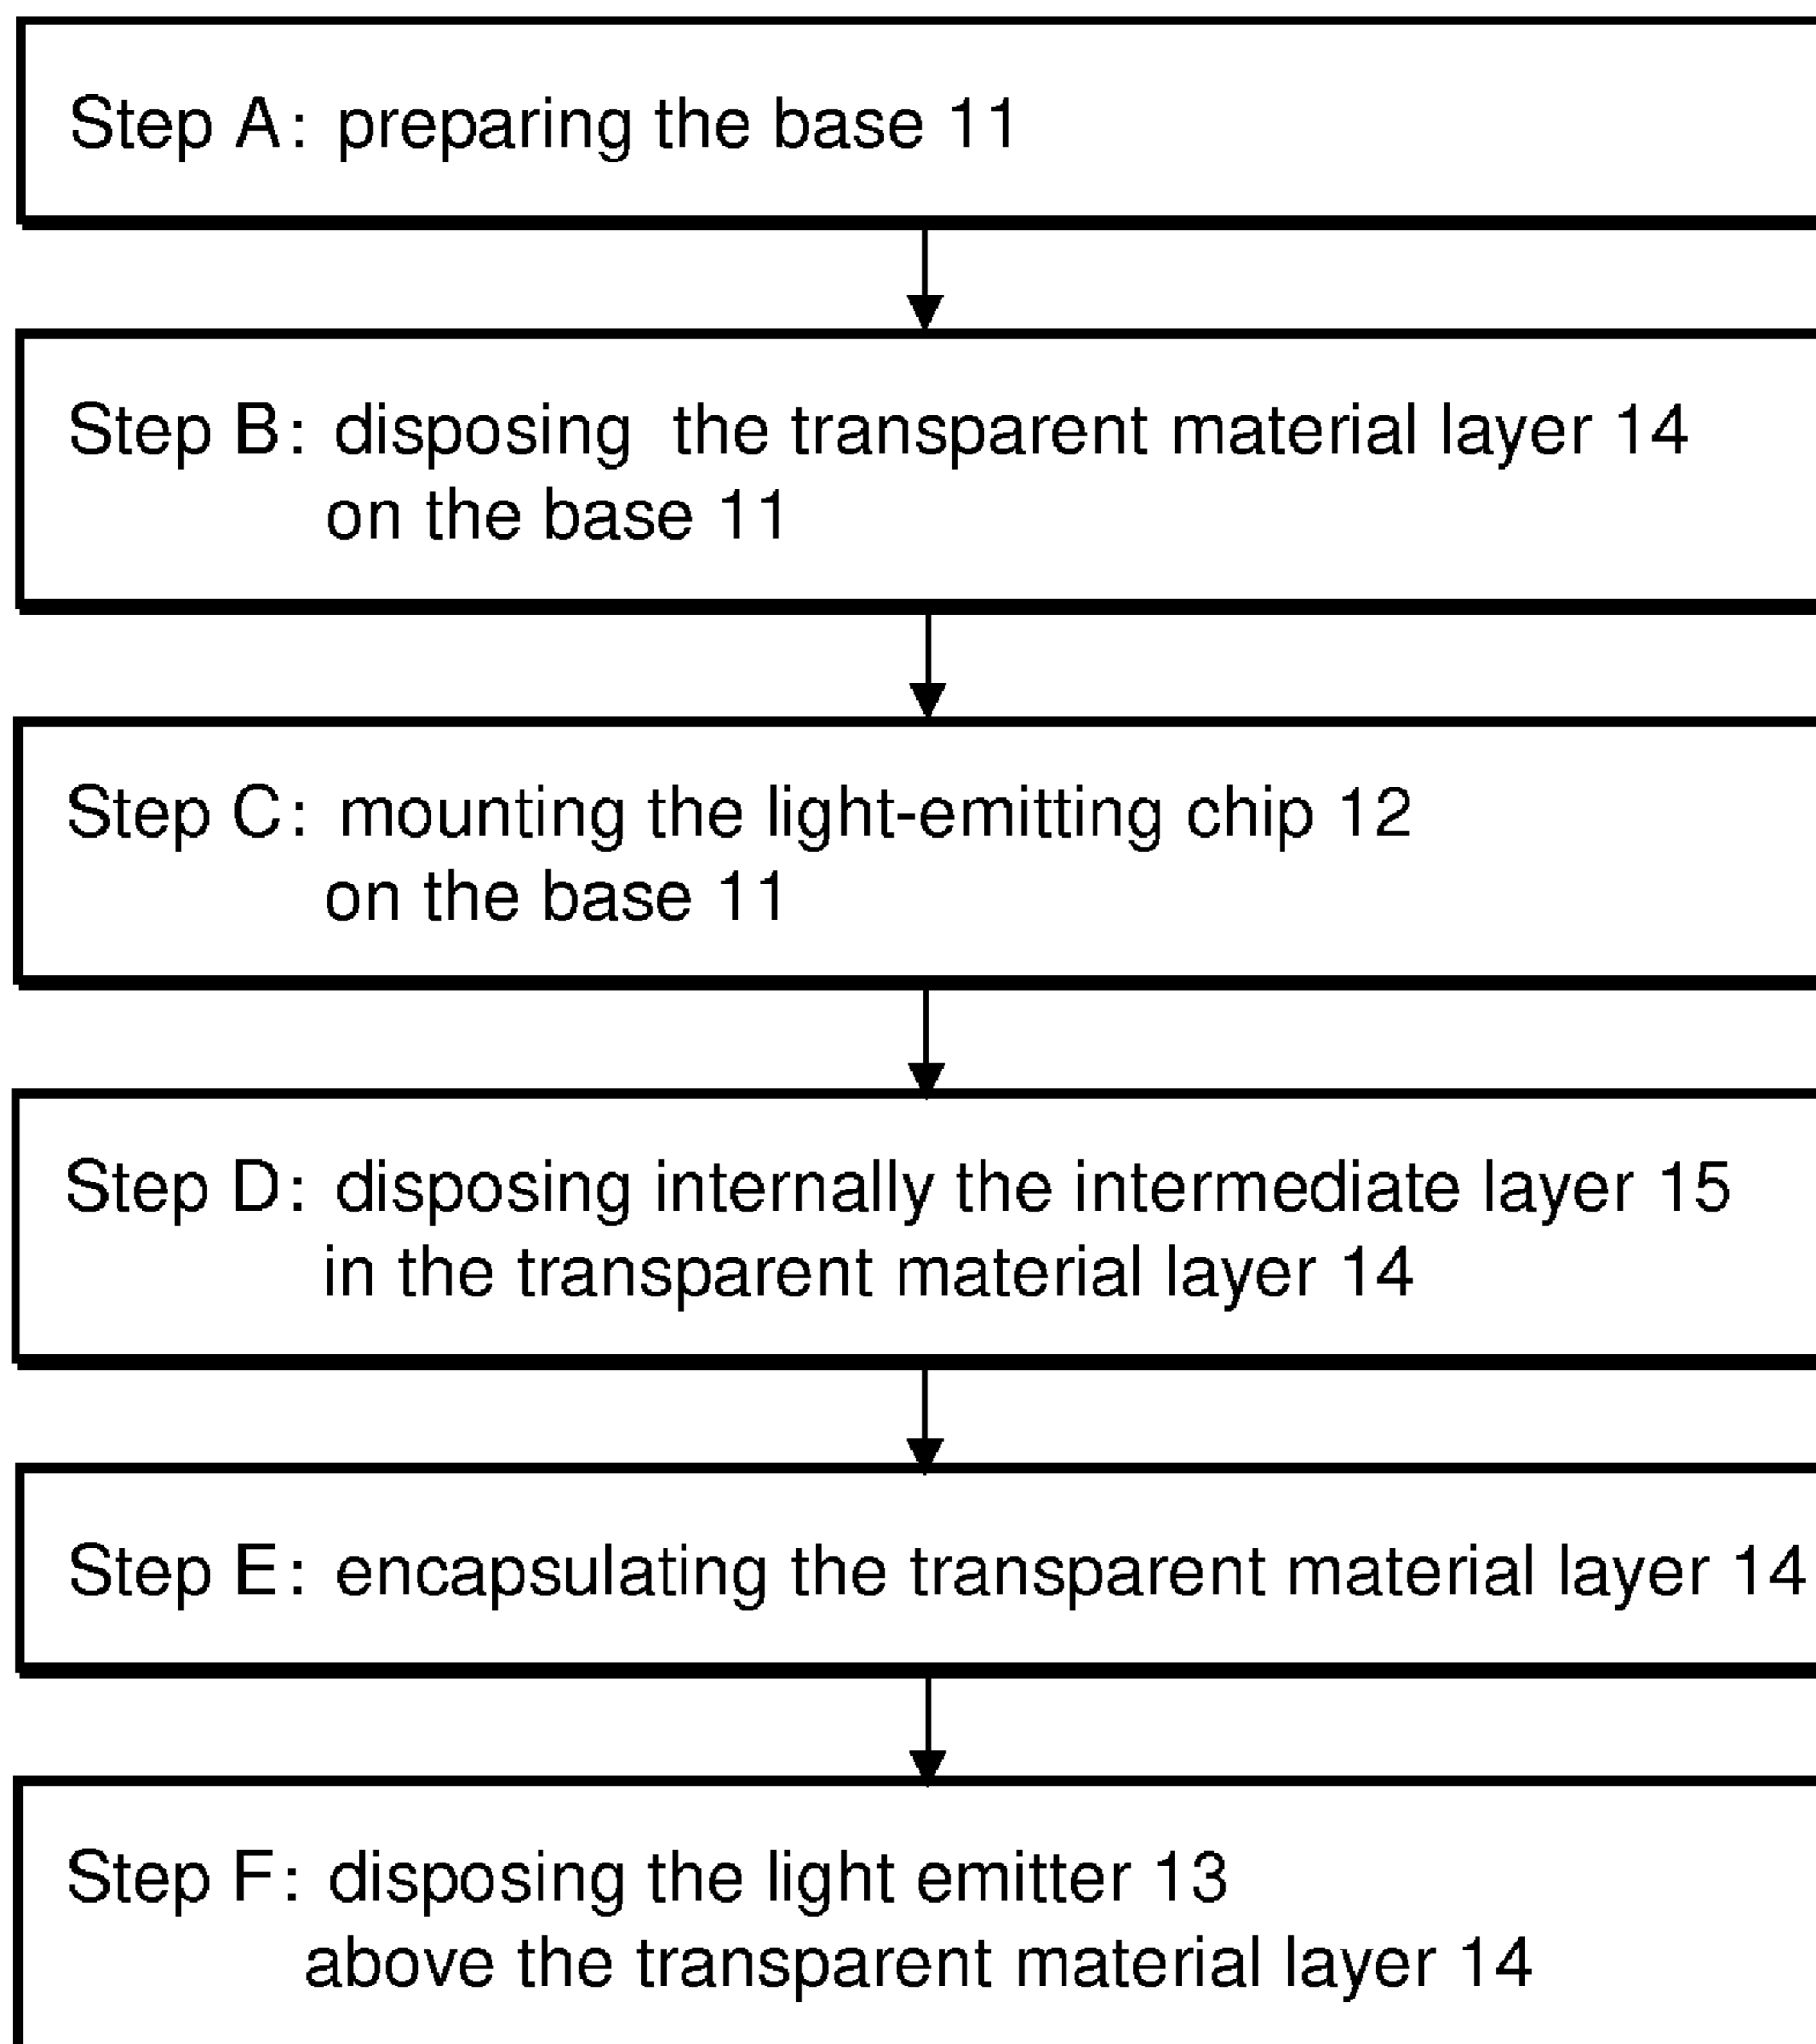 Step A: preparing the base 11
Step B: disposing the transparent material layer 14
on the base 11
Step C: mounting the light-emitting chip 12
on the base 11
Step D: disposing internally the intermediate layer 15
in the transparent material layer 14
Step E: encapsulating the transparent material layer 14
Step F: disposing the light emitter 13
above the transparent material layer 14